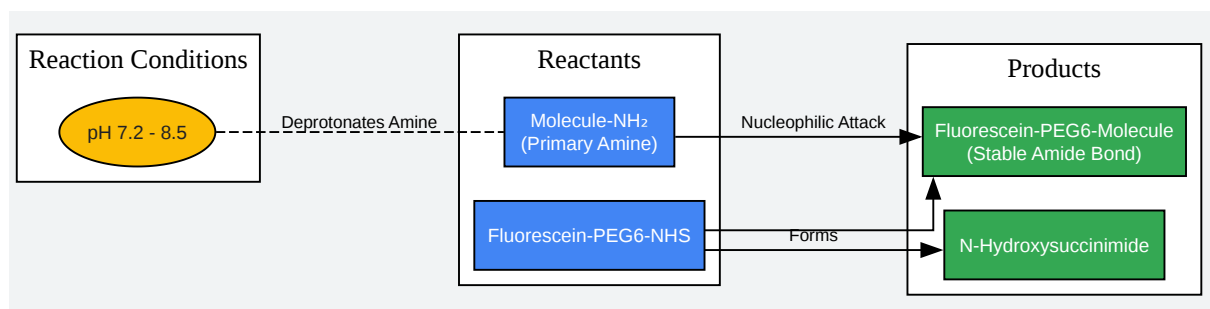 Reaction Conditions
pH 7.2 - 8.5
Deprotonates Amine
Reactants
Molecule-NH₂
(Primary Amine)
Fluorescein-PEG6-NHS
Nucleophilic Attack
Forms
Products
Fluorescein-PEG6-Molecule
(Stable Amide Bond)
N-Hydroxysuccinimide